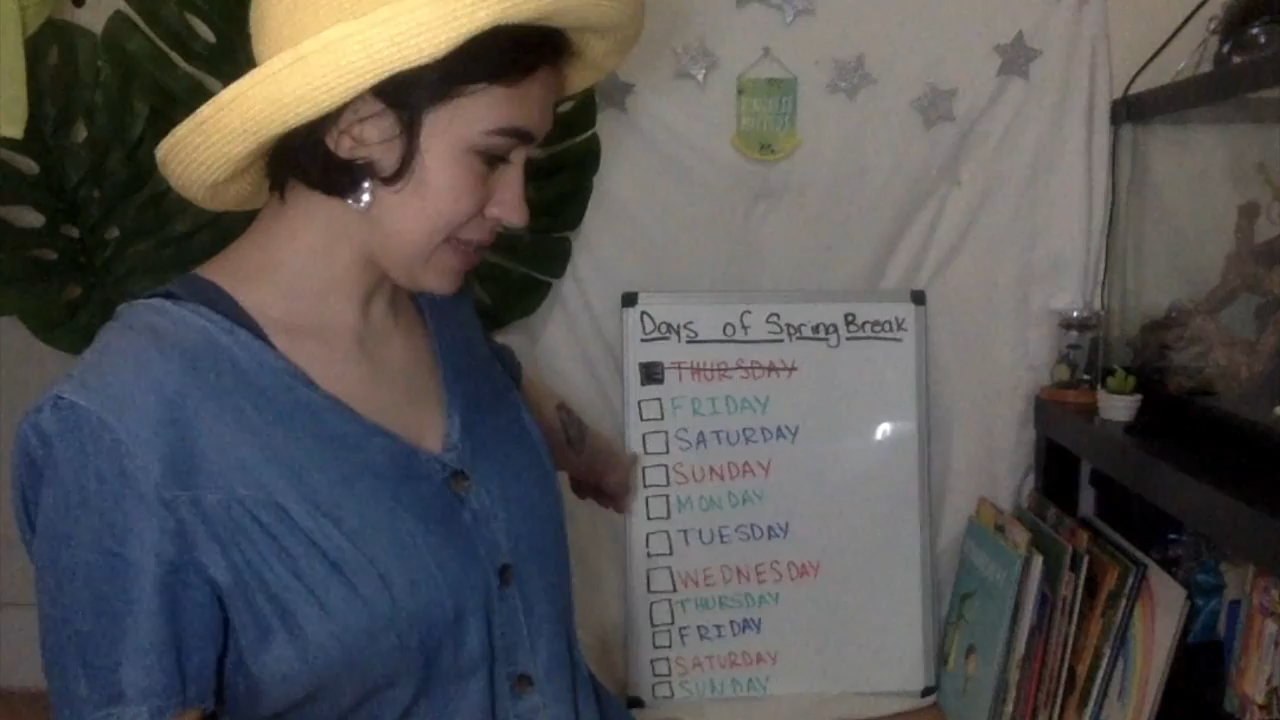 Days of Spring Break
THURSDAY
FRIDAY
SATURDAY
SUNDAY
MONDAY
TUESDAY
WEDNESDAY
THURSDAY
FRIDAY
SATURDAY
SUNDAY